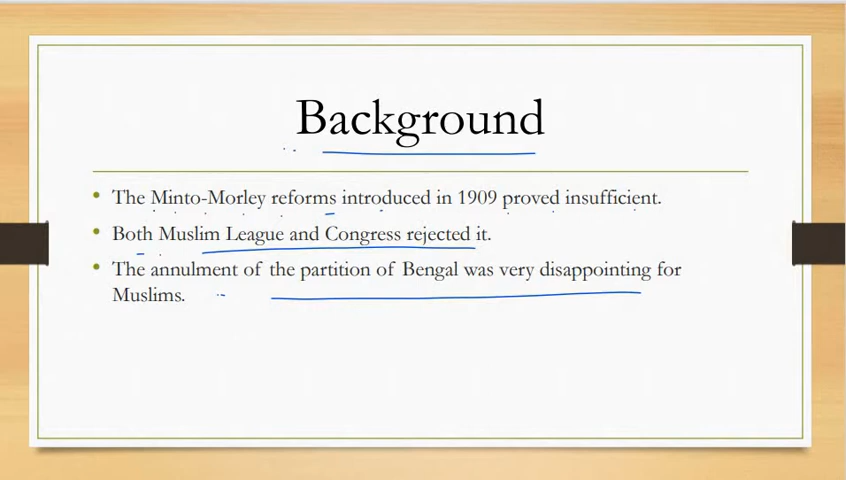 Background
• The Minto-Morley reforms introduced in 1909 proved insufficient.
• Both Muslim League and Congress rejected it.
• The annulment of the partition of Bengal was very disappointing for
Muslims.